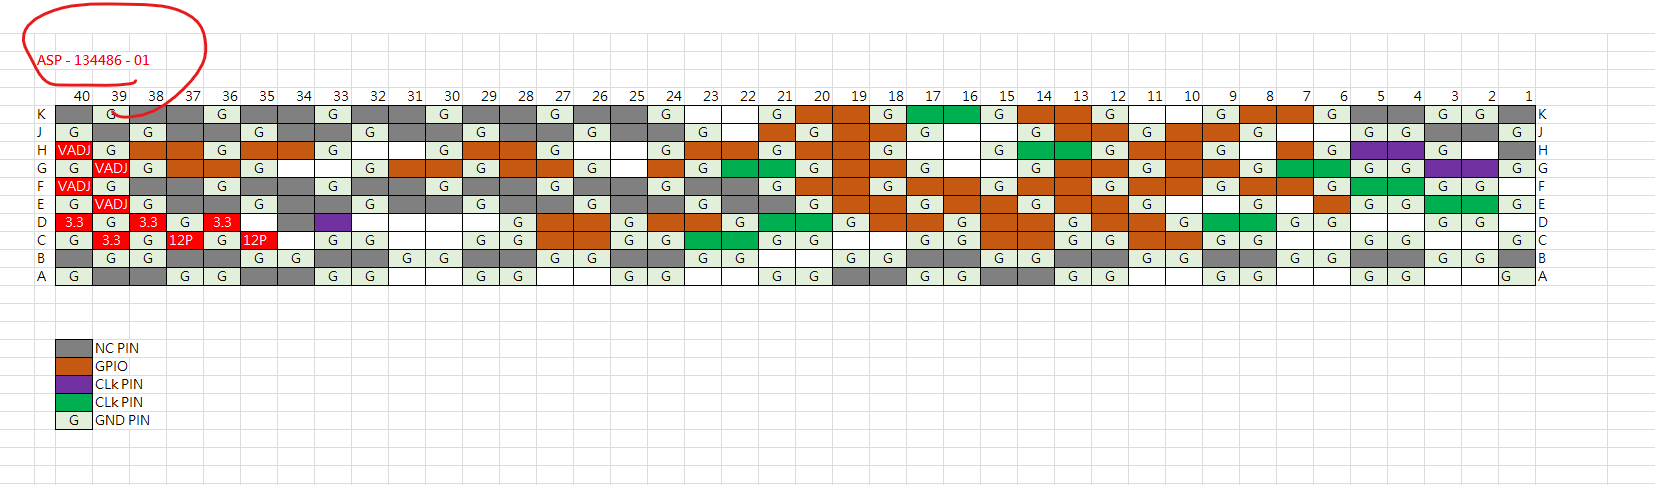 ASP - 134486 - 01
40 39 38 37 36 35 34 33 32 31 30 29 28 27 26 25 24 23 22 21 20 19 18 17 16 15 14 13 12 11 10 9 8 7 6 5 4 3 2 1
K G G G G G G G G G G G G G G K
J G G G G G G G G G G G G G G G J
H VADJ G G G G G G G G G G G G G H
G G VADJ G G G G G G G G G G G G G G G
F VADJ G G G G G G G G G G G G G G F
E G VADJ G G G G G G G G G G G G G G E
D 3.3 G 3.3 G 3.3 G G G G G G G G G G G D
C G 3.3 G 12P G 12P G G G G G G G G G G G G G G G G G C
B G G G G G G G G G G G G G G G G G G G G B
A G G G G G G G G G G G G G G G G G G G G A
NC PIN
GPIO
CLk PIN
CLk PIN
G GND PIN